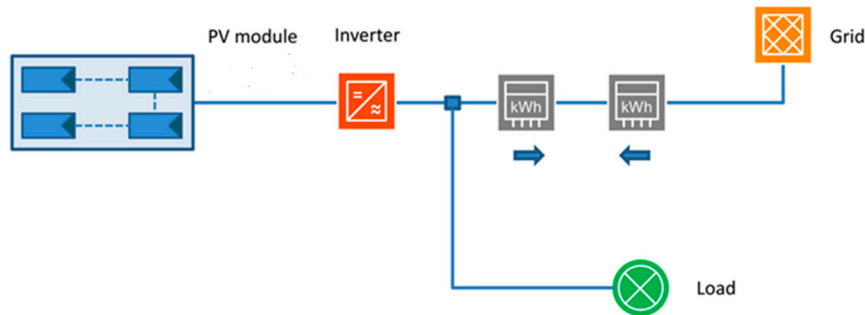 PV module
Inverter
Grid
kWh
kWh
Load